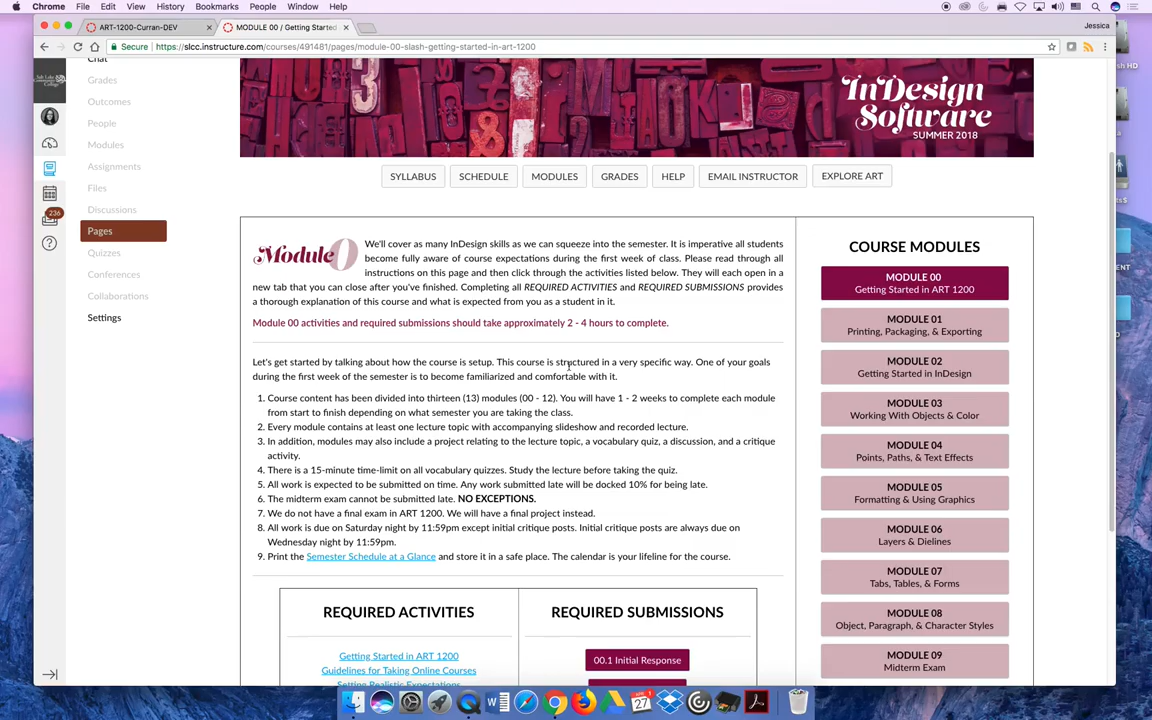 Chrome File Edit View History Bookmarks People Window Help
ART-1200-Curran-DEV
MODULE 00 / Getting Started
Jessica
Secure https://slcc.instructure.com/courses/491481/pages/module-00-slash-getting-started-in-art-1200
Chat
Grades
Outcomes
People
Modules
Assignments
Files
Discussions
Pages
Quizzes
Conferences
Collaborations
Settings
236
InDesign
Software
SUMMER 2018
SYLLABUS SCHEDULE MODULES GRADES HELP EMAIL INSTRUCTOR EXPLORE ART
Module 0
We'll cover as many InDesign skills as we can squeeze into the semester. It is imperative all students
become fully aware of course expectations during the first week of class. Please read through all
instructions on this page and then click through the activities listed below. They will each open in a
new tab that you can close after you've finished. Completing all REQUIRED ACTIVITIES and REQUIRED SUBMISSIONS provides
a thorough explanation of this course and what is expected from you as a student in it.
Module 00 activities and required submissions should take approximately 2 - 4 hours to complete.
Let's get started by talking about how the course is setup. This course is structured in a very specific way. One of your goals
during the first week of the semester is to become familiarized and comfortable with it.
1. Course content has been divided into thirteen (13) modules (00 - 12). You will have 1 - 2 weeks to complete each module
from start to finish depending on what semester you are taking the class.
2. Every module contains at least one lecture topic with accompanying slideshow and recorded lecture.
3. In addition, modules may also include a project relating to the lecture topic, a vocabulary quiz, a discussion, and a critique
activity.
4. There is a 15-minute time-limit on all vocabulary quizzes. Study the lecture before taking the quiz.
5. All work is expected to be submitted on time. Any work submitted late will be docked 10% for being late.
6. The midterm exam cannot be submitted late. NO EXCEPTIONS.
7. We do not have a final exam in ART 1200. We will have a final project instead.
8. All work is due on Saturday night by 11:59pm except initial critique posts. Initial critique posts are always due on
Wednesday night by 11:59pm.
9. Print the Semester Schedule at a Glance and store it in a safe place. The calendar is your lifeline for the course.
REQUIRED ACTIVITIES
Getting Started in ART 1200
Guidelines for Taking Online Courses
Setting Realistic Expectations
REQUIRED SUBMISSIONS
00.1 Initial Response
COURSE MODULES
MODULE 00
Getting Started in ART 1200
MODULE 01
Printing, Packaging, & Exporting
MODULE 02
Getting Started in InDesign
MODULE 03
Working With Objects & Color
MODULE 04
Points, Paths, & Text Effects
MODULE 05
Formatting & Using Graphics
MODULE 06
Layers & Dielines
MODULE 07
Tabs, Tables, & Forms
MODULE 08
Object, Paragraph, & Character Styles
MODULE 09
Midterm Exam